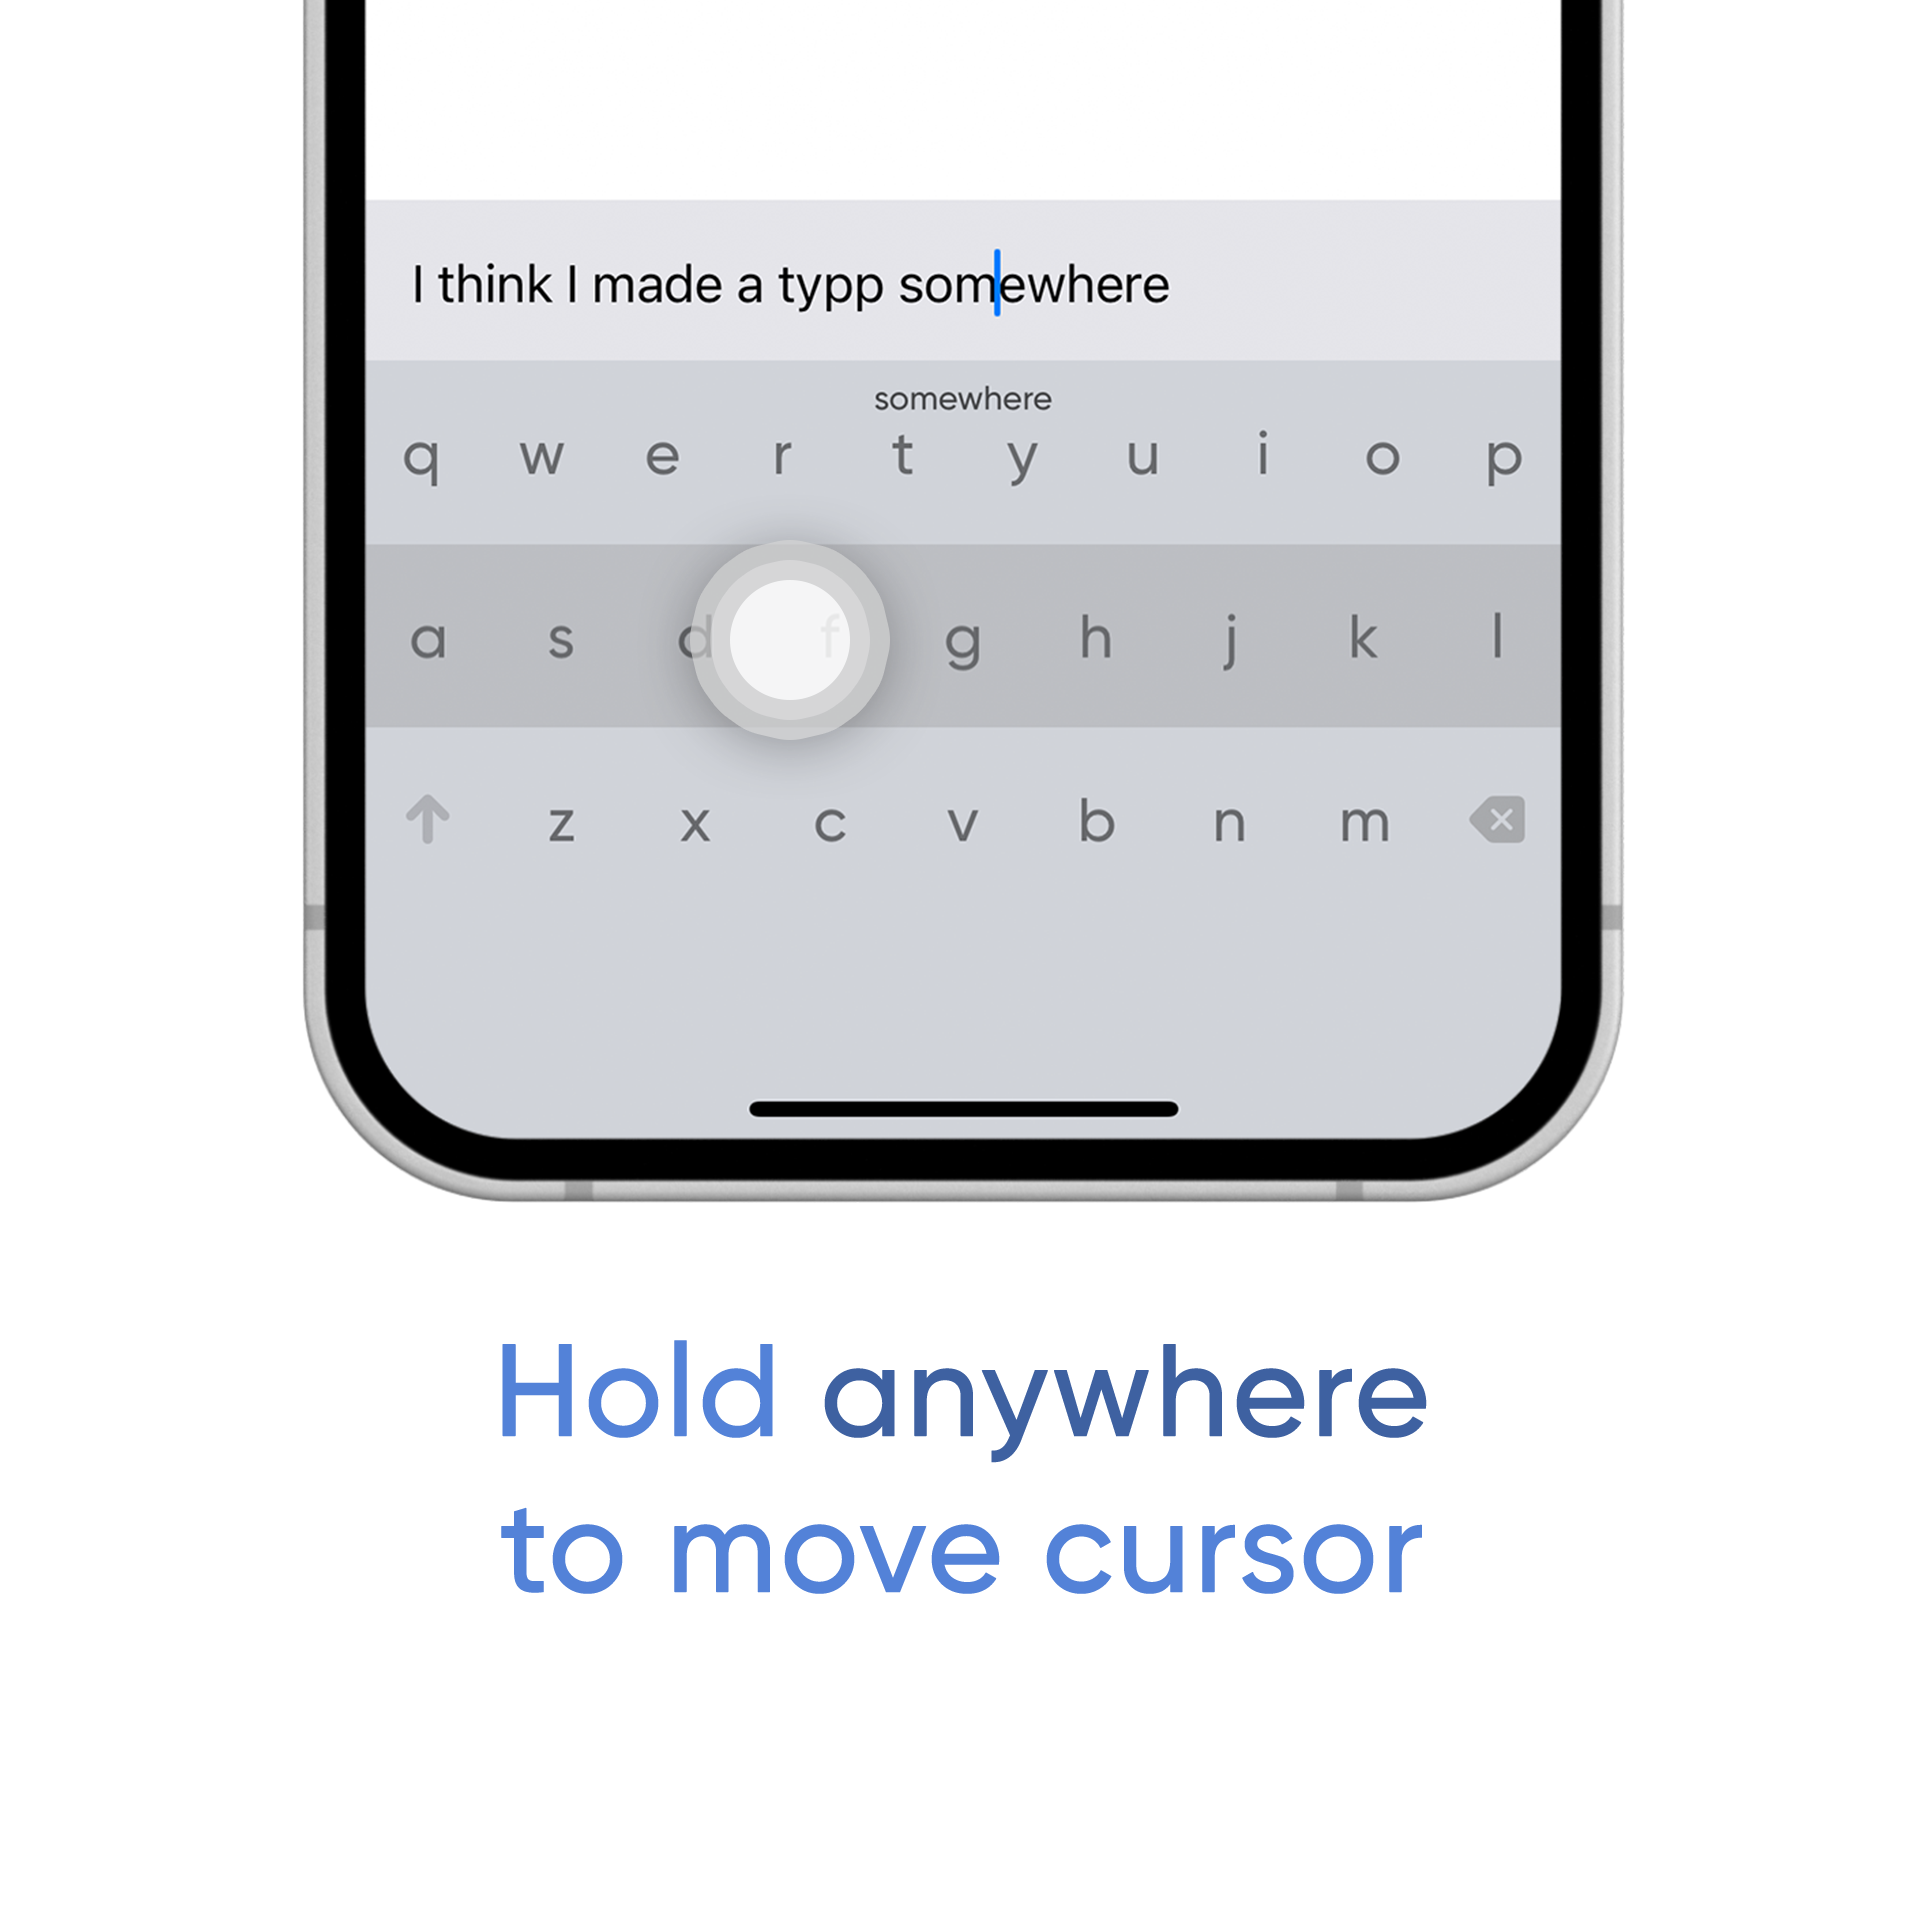 I think I made a typp somewhere
somewhere
q w e r t y u i o p
a s d f g h j k l
z x c v b n m
Hold anywhere
to move cursor